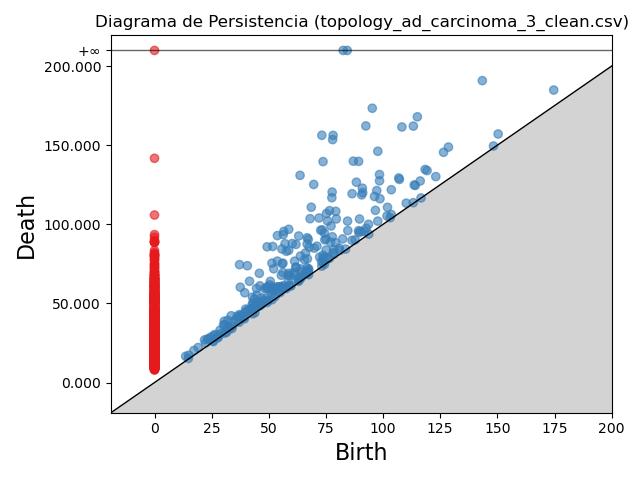 Diagrama de Persistencia (topology_ad_carcinoma_3_clean.csv)
+∞
200.000
150.000
100.000
50.000
0.000
Death
0 25 50 75 100 125 150 175 200
Birth